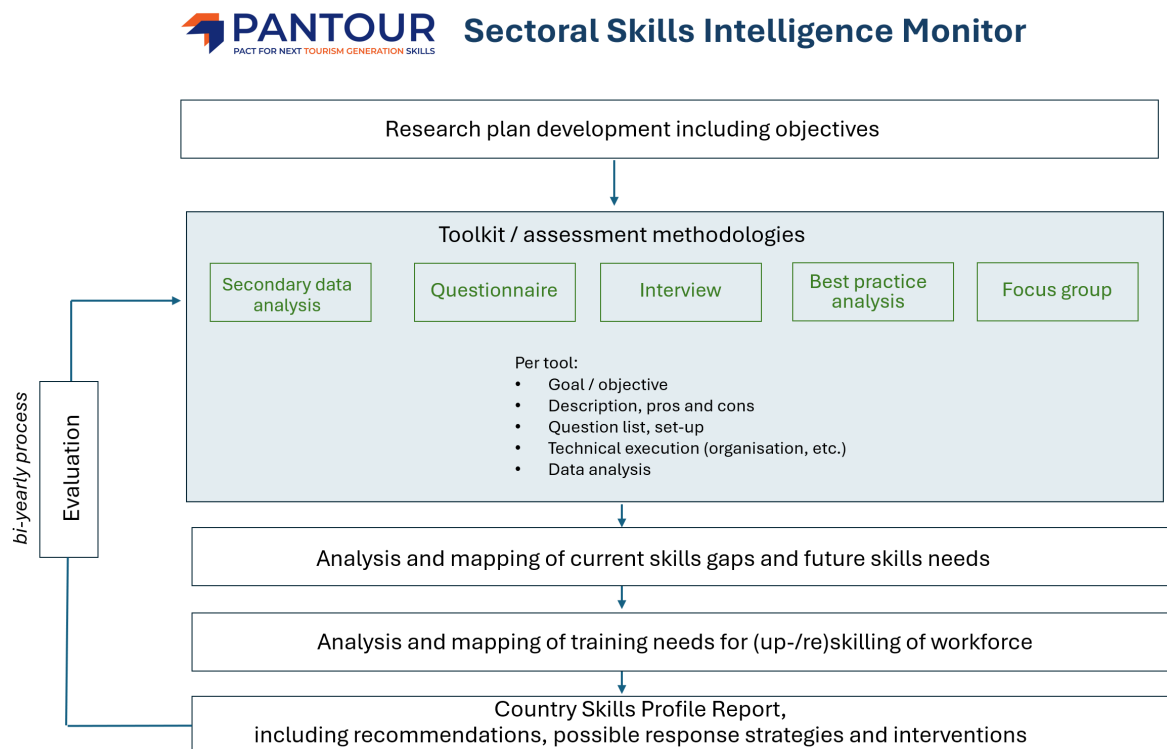 PANTOUR
PACT FOR NEXT TOURISM GENERATION SKILLS
Sectoral Skills Intelligence Monitor
Research plan development including objectives
Toolkit / assessment methodologies
Secondary data
analysis
Questionnaire
Interview
Best practice
analysis
Focus group
Per tool:
• Goal / objective
• Description, pros and cons
• Question list, set-up
• Technical execution (organisation, etc.)
• Data analysis
bi-yearly process
Evaluation
Analysis and mapping of current skills gaps and future skills needs
Analysis and mapping of training needs for (up-/re)skilling of workforce
Country Skills Profile Report,
including recommendations, possible response strategies and interventions